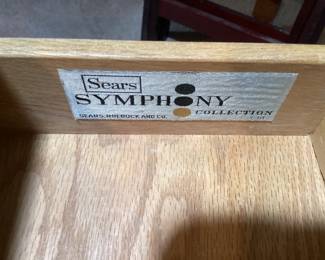 Sears
SYMPHONY
COLLECTION
SEARS, ROEBUCK AND CO.